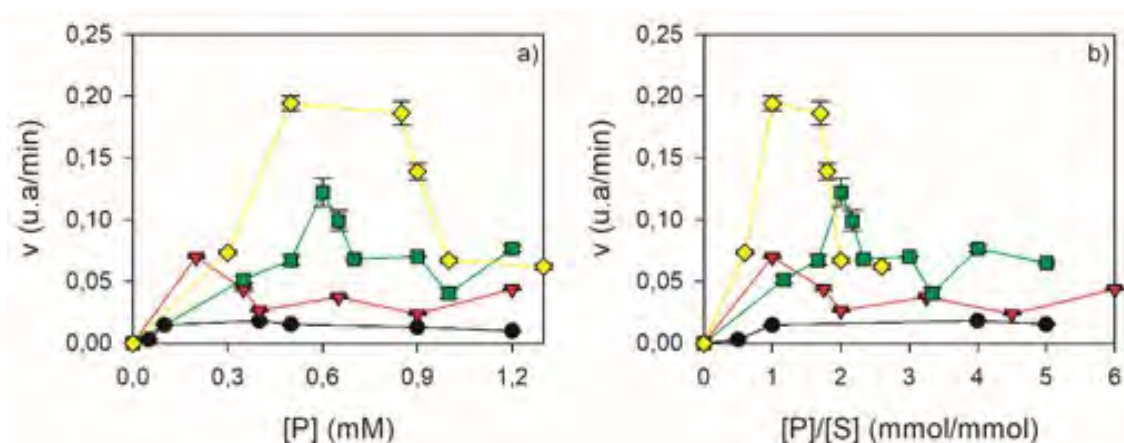 0,25
0,20
0,15
0,10
0,05
0,00
v (u.a/min)
a)
0,0 0,3 0,6 0,9 1,2
[P] (mM)
0,25
0,20
0,15
0,10
0,05
0,00
v (u.a/min)
b)
0 1 2 3 4 5 6
[P]/[S] (mmol/mmol)